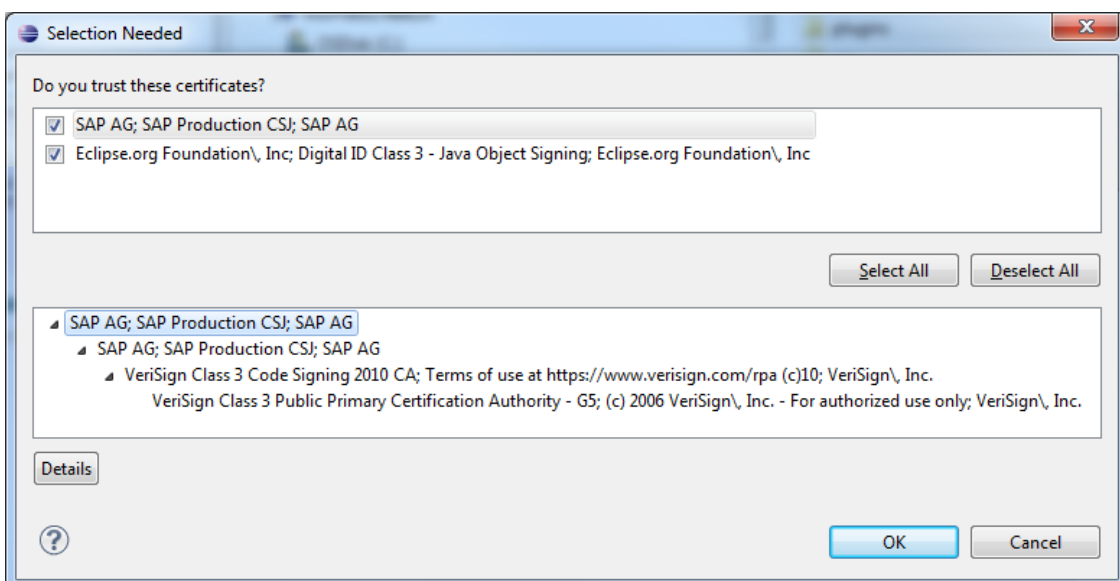 Selection Needed
plugins
Do you trust these certificates?
SAP AG; SAP Production CSJ; SAP AG
Eclipse.org Foundation\, Inc; Digital ID Class 3 - Java Object Signing; Eclipse.org Foundation\, Inc
Select All
Deselect All
SAP AG; SAP Production CSJ; SAP AG
SAP AG; SAP Production CSJ; SAP AG
VeriSign Class 3 Code Signing 2010 CA; Terms of use at https://www.verisign.com/rpa (c)10; VeriSign\, Inc.
VeriSign Class 3 Public Primary Certification Authority - G5; (c) 2006 VeriSign\, Inc. - For authorized use only; VeriSign\, Inc.
Details
OK
Cancel